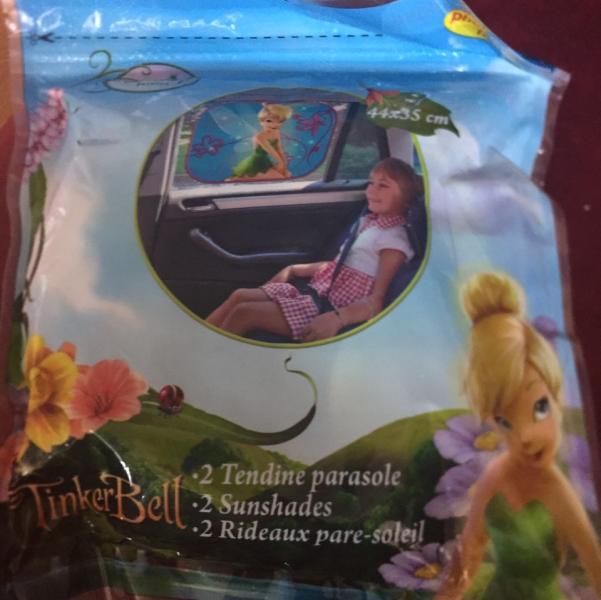 44x35 cm
TinkerBell
·2 Tendine parasole
·2 Sunshades
·2 Rideaux pare-soleil